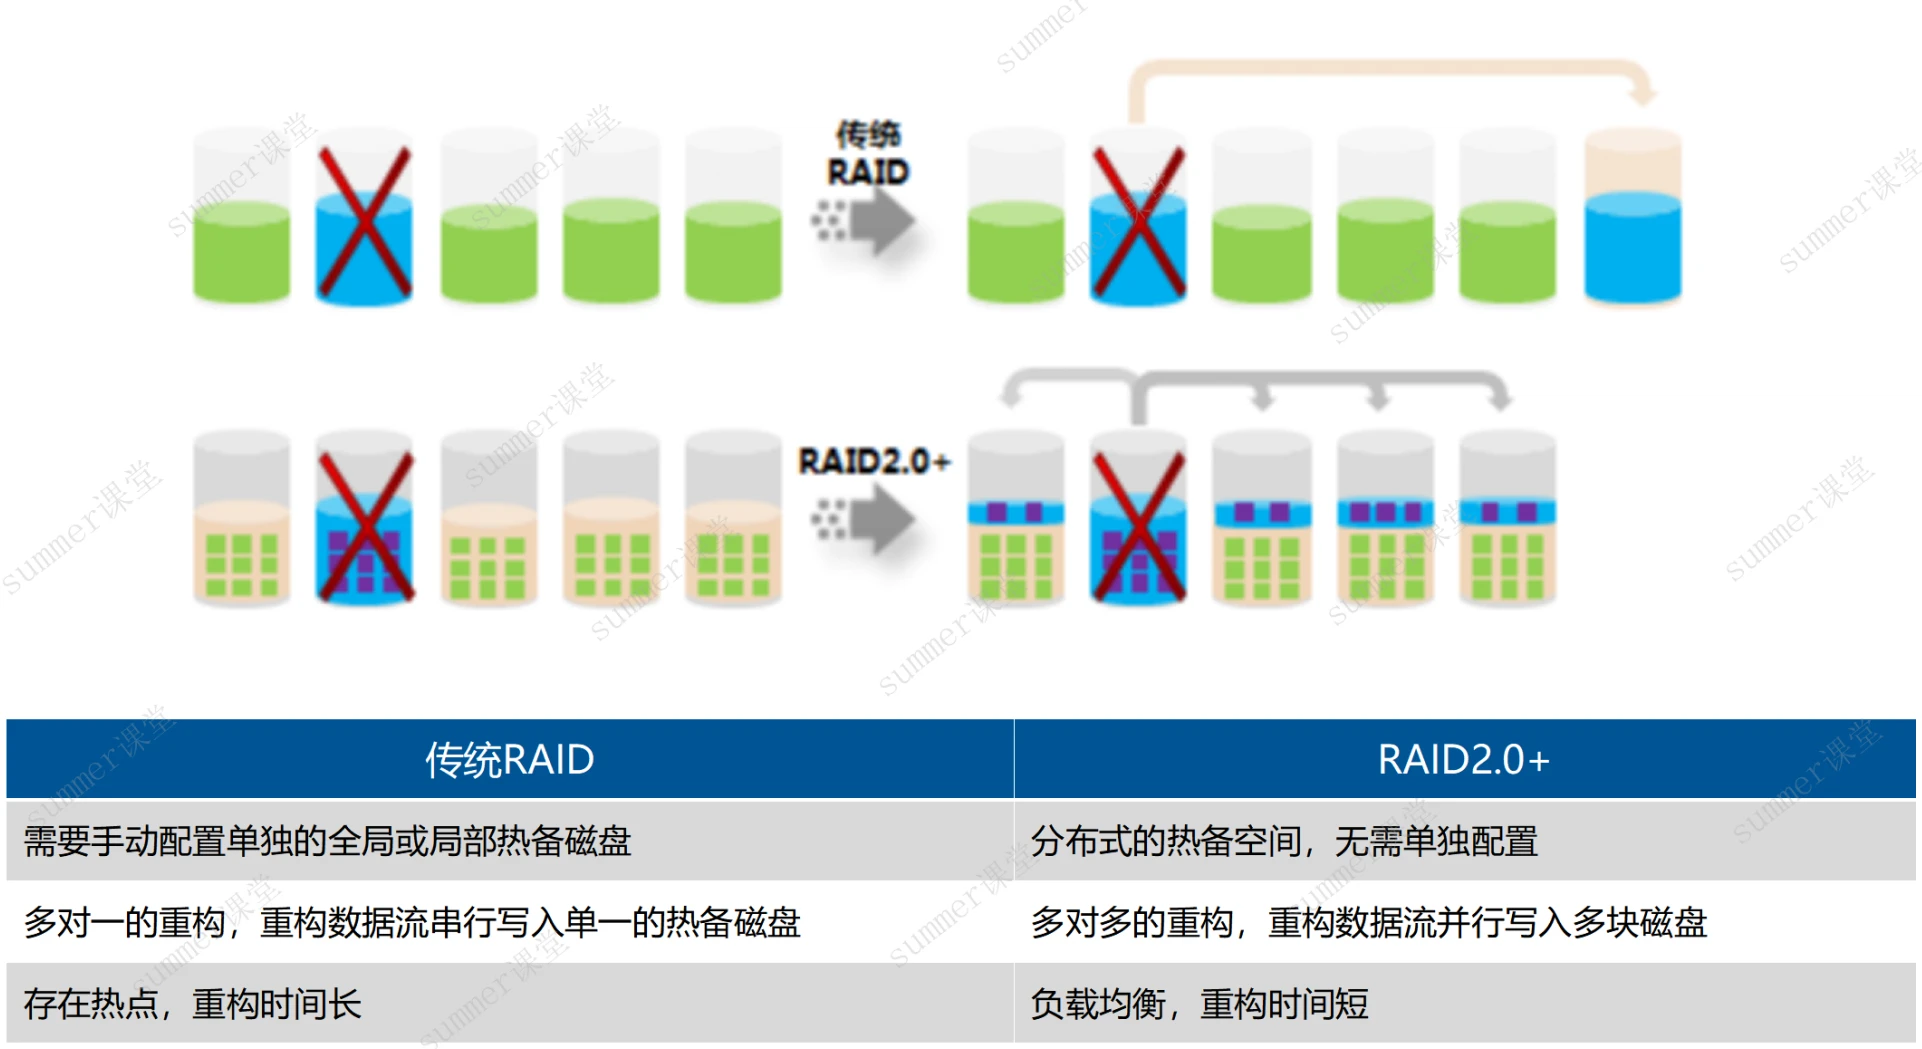 传统
RAID
RAID2.0+
传统RAID
RAID2.0+
需要手动配置单独的全局或局部热备磁盘
分布式的热备空间，无需单独配置
多对一的重构，重构数据流串行写入单一的热备磁盘
多对多的重构，重构数据流并行写入多块磁盘
存在热点，重构时间长
负载均衡，重构时间短
summer课堂